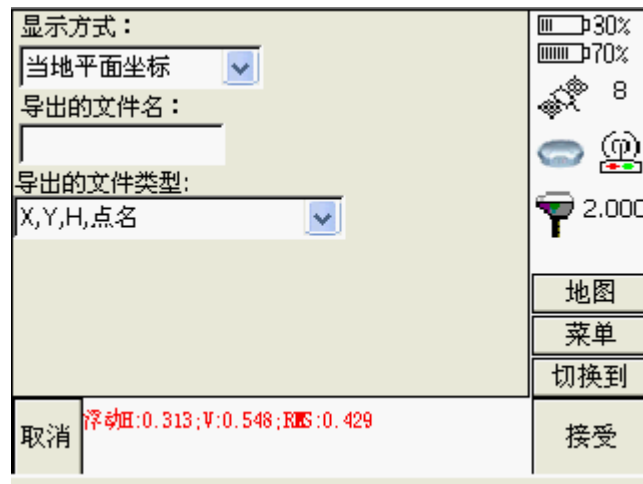 显示方式：
当地平面坐标
导出的文件名：
导出的文件类型:
X,Y,H,点名
30%
70%
8
2.000
地图
菜单
切换到
取消
浮动H:0.313;V:0.548;RMS:0.429
接受